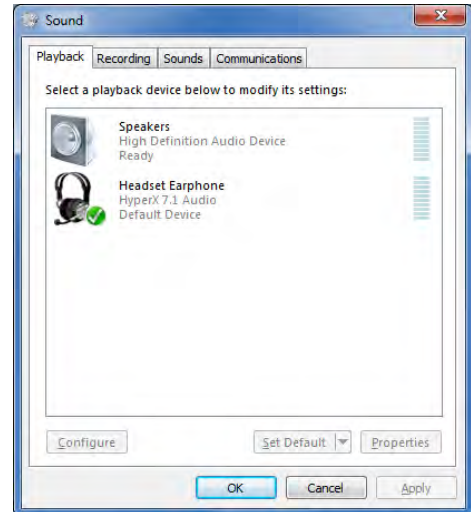 Sound
Playback Recording Sounds Communications
Select a playback device below to modify its settings:
Speakers
High Definition Audio Device
Ready
Headset Earphone
HyperX 7.1 Audio
Default Device
Configure Set Default Properties
OK Cancel Apply